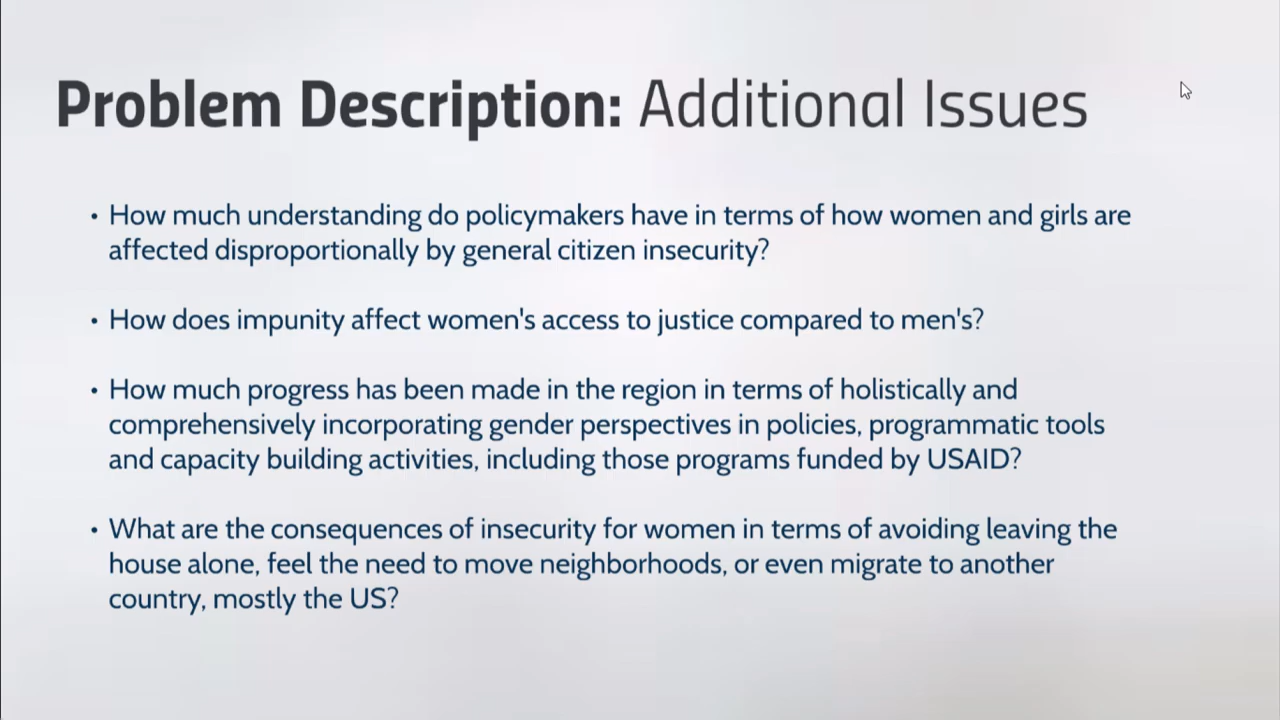 Problem Description: Additional Issues
• How much understanding do policymakers have in terms of how women and girls are
affected disproportionally by general citizen insecurity?
• How does impunity affect women's access to justice compared to men's?
• How much progress has been made in the region in terms of holistically and
comprehensively incorporating gender perspectives in policies, programmatic tools
and capacity building activities, including those programs funded by USAID?
• What are the consequences of insecurity for women in terms of avoiding leaving the
house alone, feel the need to move neighborhoods, or even migrate to another
country, mostly the US?